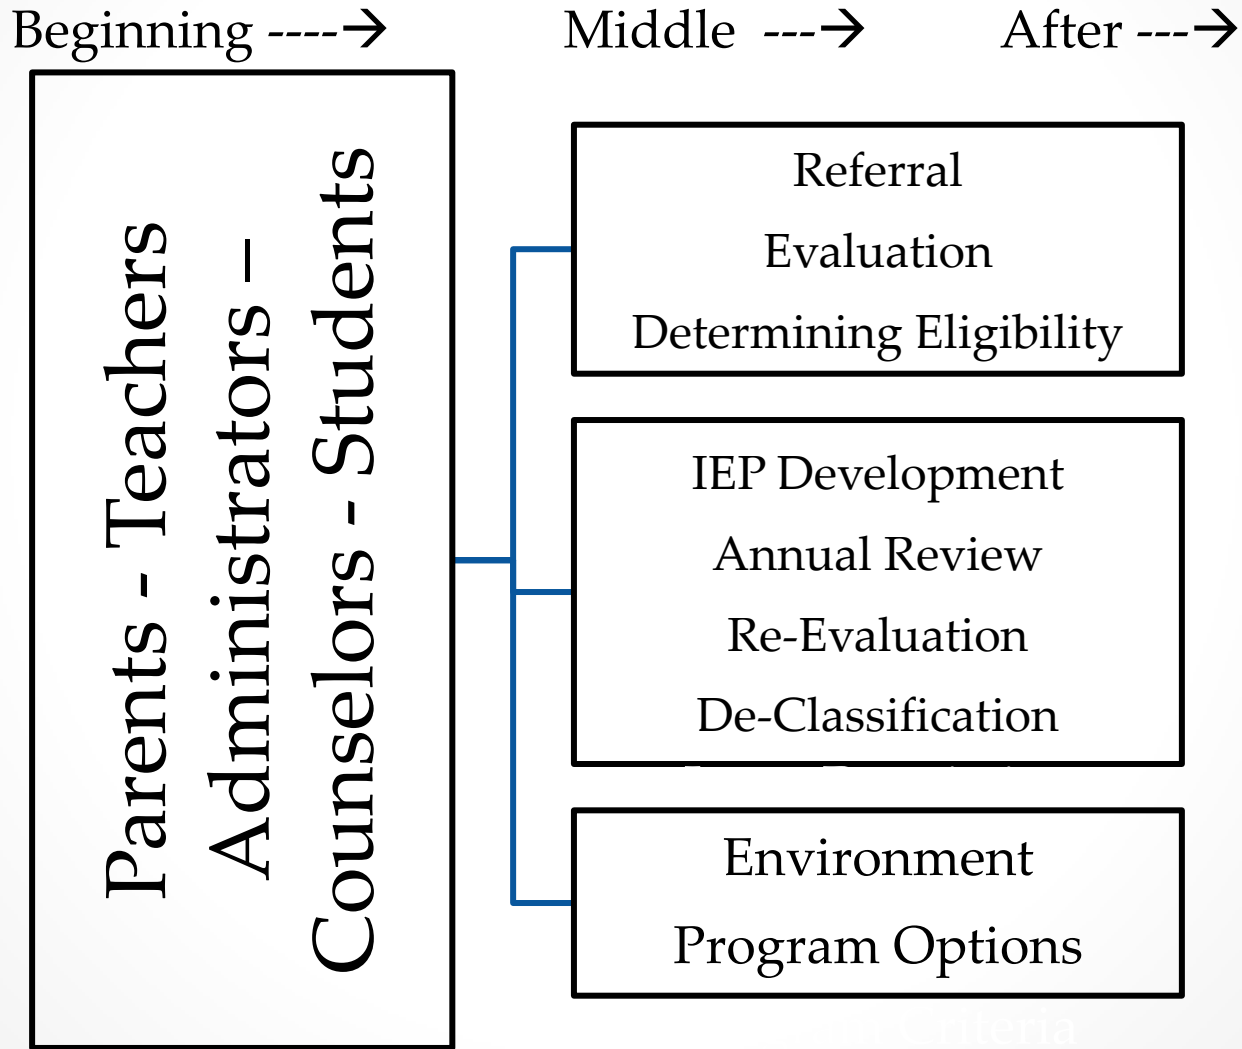 Beginning ----→ Middle ---→ After ---→
Parents - Teachers
Administrators –
Counselors - Students
Referral
Evaluation
Determining Eligibility
IEP Development
Annual Review
Re-Evaluation
De-Classification
Environment
Program Options
Criteria